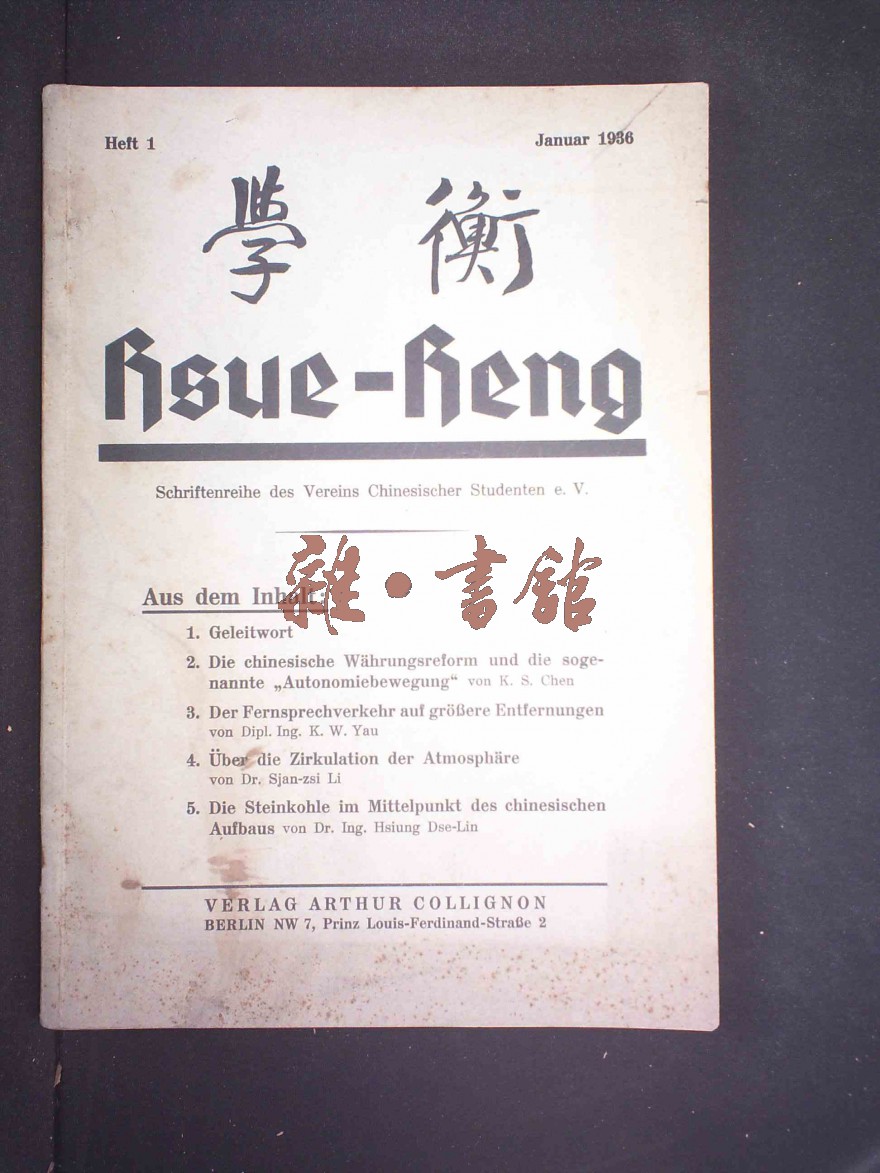 Heft 1
Januar 1936
學 衡
Hsue-Heng
Schriftenreihe des Vereins Chinesischer Studenten e. V.
雜·書館
Aus dem Inhalt:
1. Geleitwort
2. Die chinesische Währungsreform und die soge-
nannte „Autonomiebewegung“ von K. S. Chen
3. Der Fernsprechverkehr auf größere Entfernungen
von Dipl. Ing. K. W. Yau
4. Über die Zirkulation der Atmosphäre
von Dr. Sjan-zsi Li
5. Die Steinkohle im Mittelpunkt des chinesischen
Aufbaus von Dr. Ing. Hsiung Dse-Lin
VERLAG ARTHUR COLLIGNON
BERLIN NW 7, Prinz Louis-Ferdinand-Straße 2